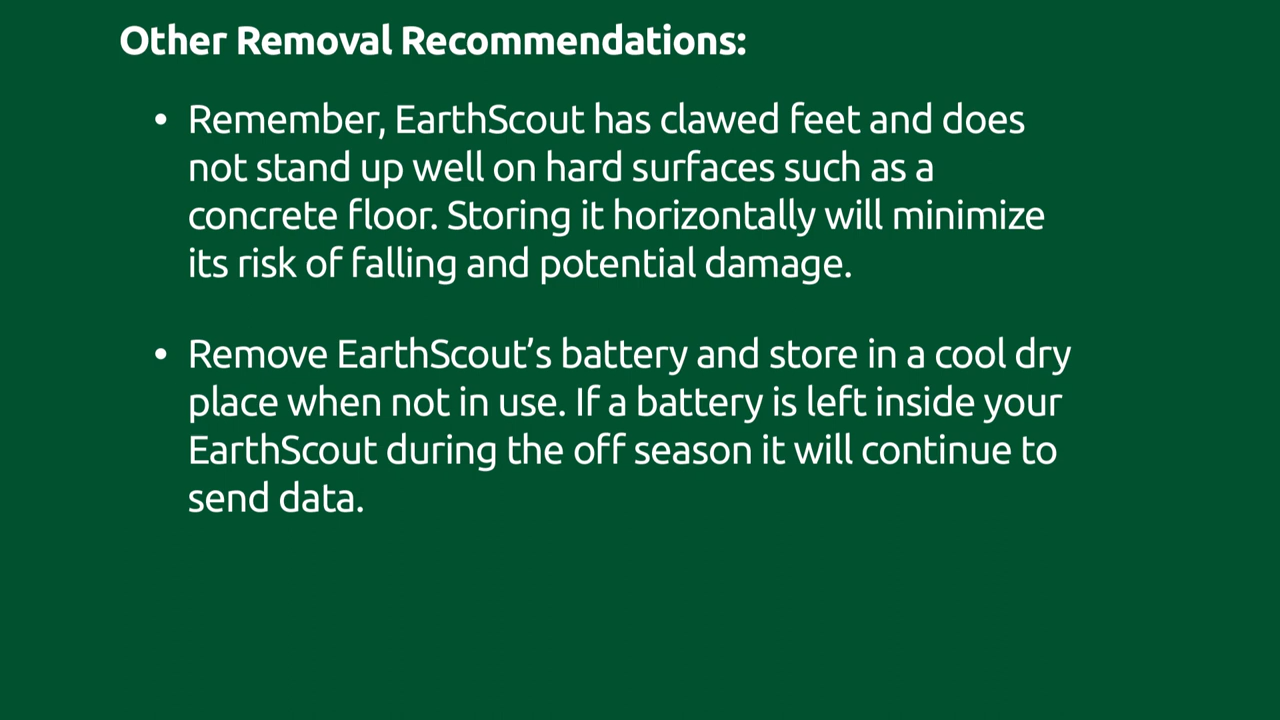 Other Removal Recommendations:
• Remember, EarthScout has clawed feet and does
not stand up well on hard surfaces such as a
concrete floor. Storing it horizontally will minimize
its risk of falling and potential damage.
• Remove EarthScout’s battery and store in a cool dry
place when not in use. If a battery is left inside your
EarthScout during the off season it will continue to
send data.